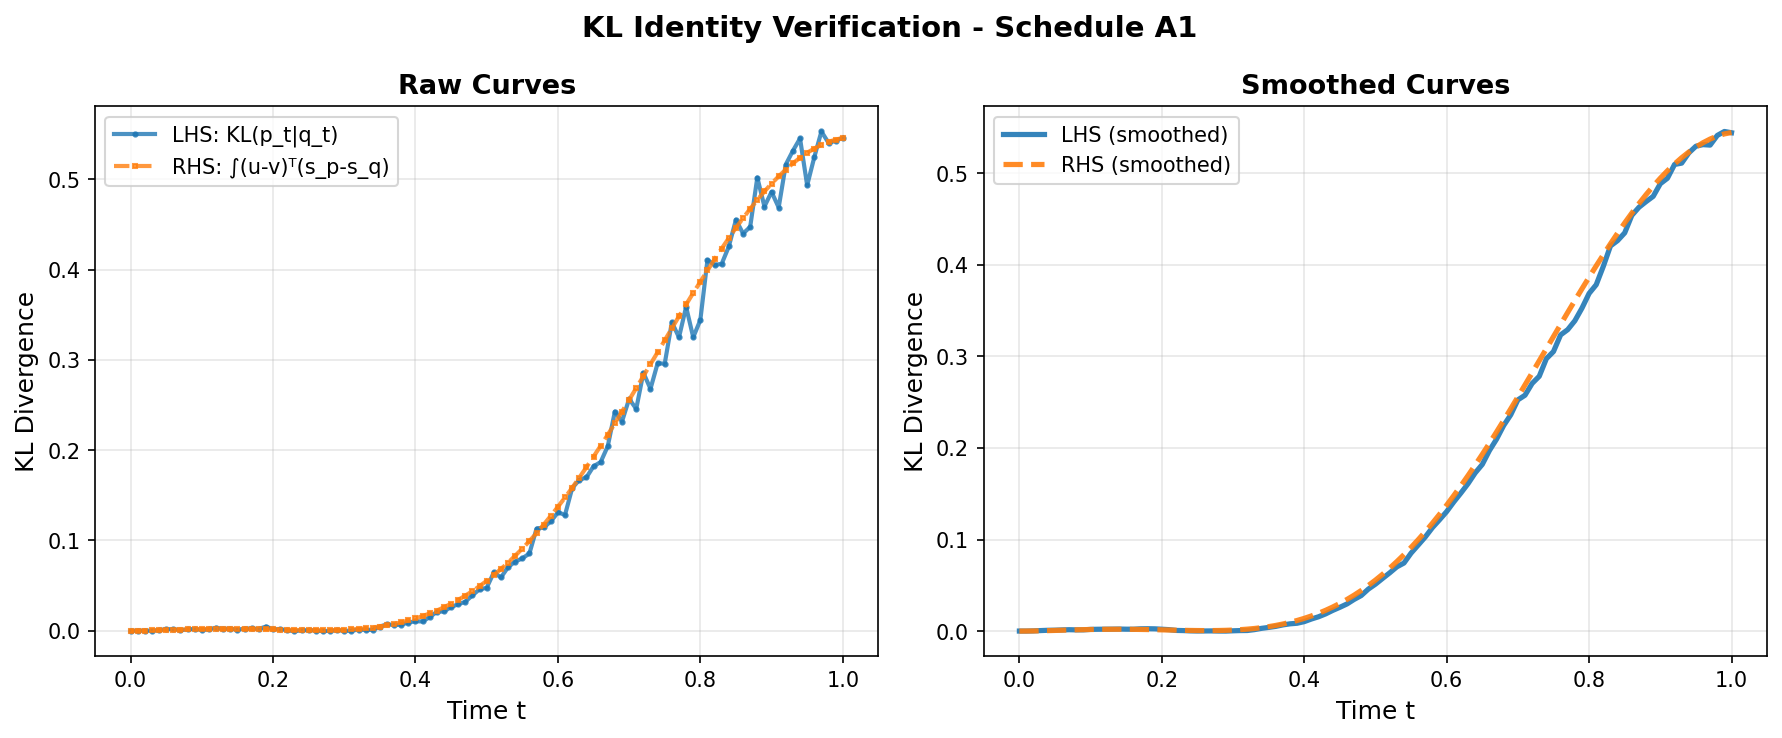 KL Identity Verification - Schedule A1
Raw Curves
LHS: KL(p_t|q_t)
RHS: ∫(u-v)ᵀ(s_p-s_q)
KL Divergence
0.5
0.4
0.3
0.2
0.1
0.0
0.0 0.2 0.4 0.6 0.8 1.0
Time t
Smoothed Curves
LHS (smoothed)
RHS (smoothed)
KL Divergence
0.5
0.4
0.3
0.2
0.1
0.0
0.0 0.2 0.4 0.6 0.8 1.0
Time t